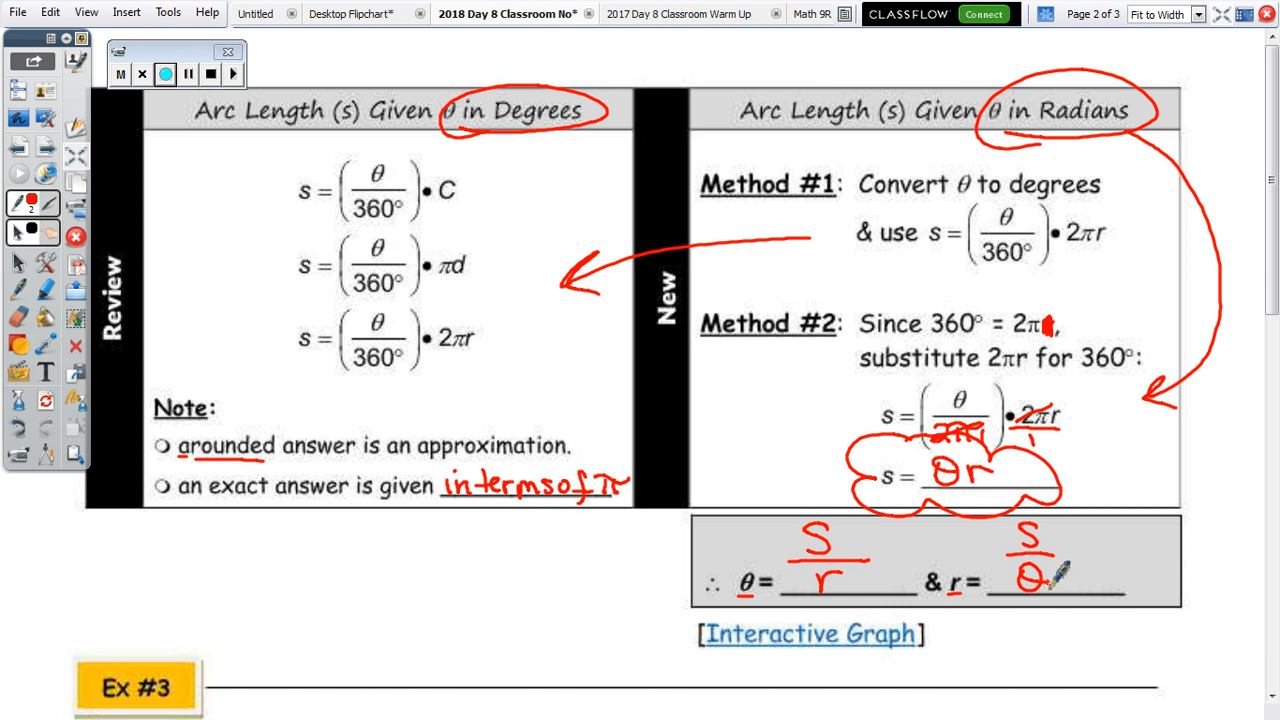 File Edit View Insert Tools Help
Untitled Desktop Flipchart* 2018 Day 8 Classroom No* 2017 Day 8 Classroom Warm Up Math 9R CLASSFLOW Connect Page 2 of 3 Fit to Width
M
2
T
Review
Arc Length (s) Given θ in Degrees
s = (θ/360°) • C
s = (θ/360°) • πd
s = (θ/360°) • 2πr
Note:
○ a rounded answer is an approximation.
○ an exact answer is given in terms of π
New
Arc Length (s) Given θ in Radians
Method #1: Convert θ to degrees
& use s = (θ/360°) • 2πr
Method #2: Since 360° = 2π,
substitute 2πr for 360°:
s = (θ/2πr) • 2πr/1
s = θr
∴ θ = s/r & r = s/θ
[Interactive Graph]
Ex #3